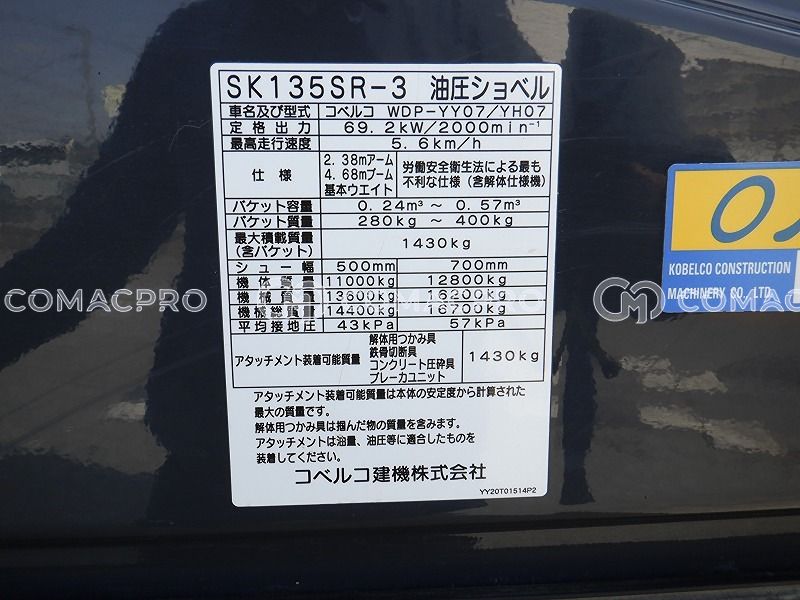 SK135SR-3 油圧ショベル
車名及び型式 コベルコ WDP-YY07/YH07
定格出力 69.2kW/2000min⁻¹
最高走行速度 5.6km/h
仕様 2.38mアーム 4.68mブーム 基本ウエイト 労働安全衛生法による最も不利な仕様(含解体仕様機)
バケット容量 0.24m³ ~ 0.57m³
バケット質量 280kg ~ 400kg
最大積載質量(含バケット) 1430kg
シュー幅 500mm 700mm
機体質量 11000kg 12800kg
機械質量 13600kg 16200kg
機械総質量 14400kg 16700kg
平均接地圧 43kPa 57kPa
アタッチメント装着可能質量 解体用つかみ具 鉄骨切断具 コンクリート圧砕具 ブレーカユニット 1430kg
アタッチメント装着可能質量は本体の安定度から計算された
最大の質量です。
解体用つかみ具は掴んだ物の質量を含みます。
アタッチメントは油量、油圧等に適合したものを
装着してください。
コベルコ建機株式会社
YY20T01514P2
KOBELCO CONSTRUCTION
MACHINERY CO., LTD.
COMACPRO
COMACPRO
COMACPRO